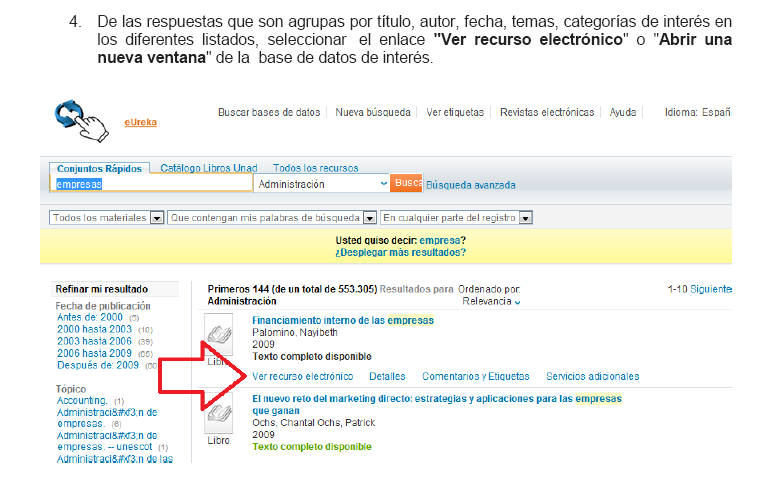 4. De las respuestas que son agrupas por título, autor, fecha, temas, categorías de interés en
los diferentes listados, seleccionar el enlace "Ver recurso electrónico" o "Abrir una
nueva ventana" de la base de datos de interés.
eUreka
Buscar bases de datos | Nueva búsqueda | Ver etiquetas | Revistas electrónicas | Ayuda | Idioma: Españ
Conjuntos Rápidos Catálogo Libros Unad Todos los recursos
empresas Administración Busca Búsqueda avanzada
Todos los materiales Que contengan mis palabras de búsqueda En cualquier parte del registro
Usted quiso decir: empresa?
¿Desplegar más resultados?
Refinar mi resultado
Fecha de publicación
Antes de: 2000 (5)
2000 hasta 2003 (10)
2003 hasta 2006 (39)
2006 hasta 2009 (55)
Después de: 2009 (60)
Tópico
Accounting. (1)
Administraci&#xf3;n de
empresas. (6)
Administraci&#xf3;n de
empresas. -- unescot (1)
Administraci&#xf3;n de las
Primeros 144 (de un total de 553.305) Resultados para
Administración
Ordenado por:
Relevancia
1-10 Siguiente
Libro
Financiamiento interno de las empresas
Palomino, Nayibeth
2009
Texto completo disponible
Ver recurso electrónico Detalles Comentarios y Etiquetas Servicios adicionales
Libro
El nuevo reto del marketing directo: estrategias y aplicaciones para las empresas
que ganan
Ochs, Chantal Ochs, Patrick
2009
Texto completo disponible